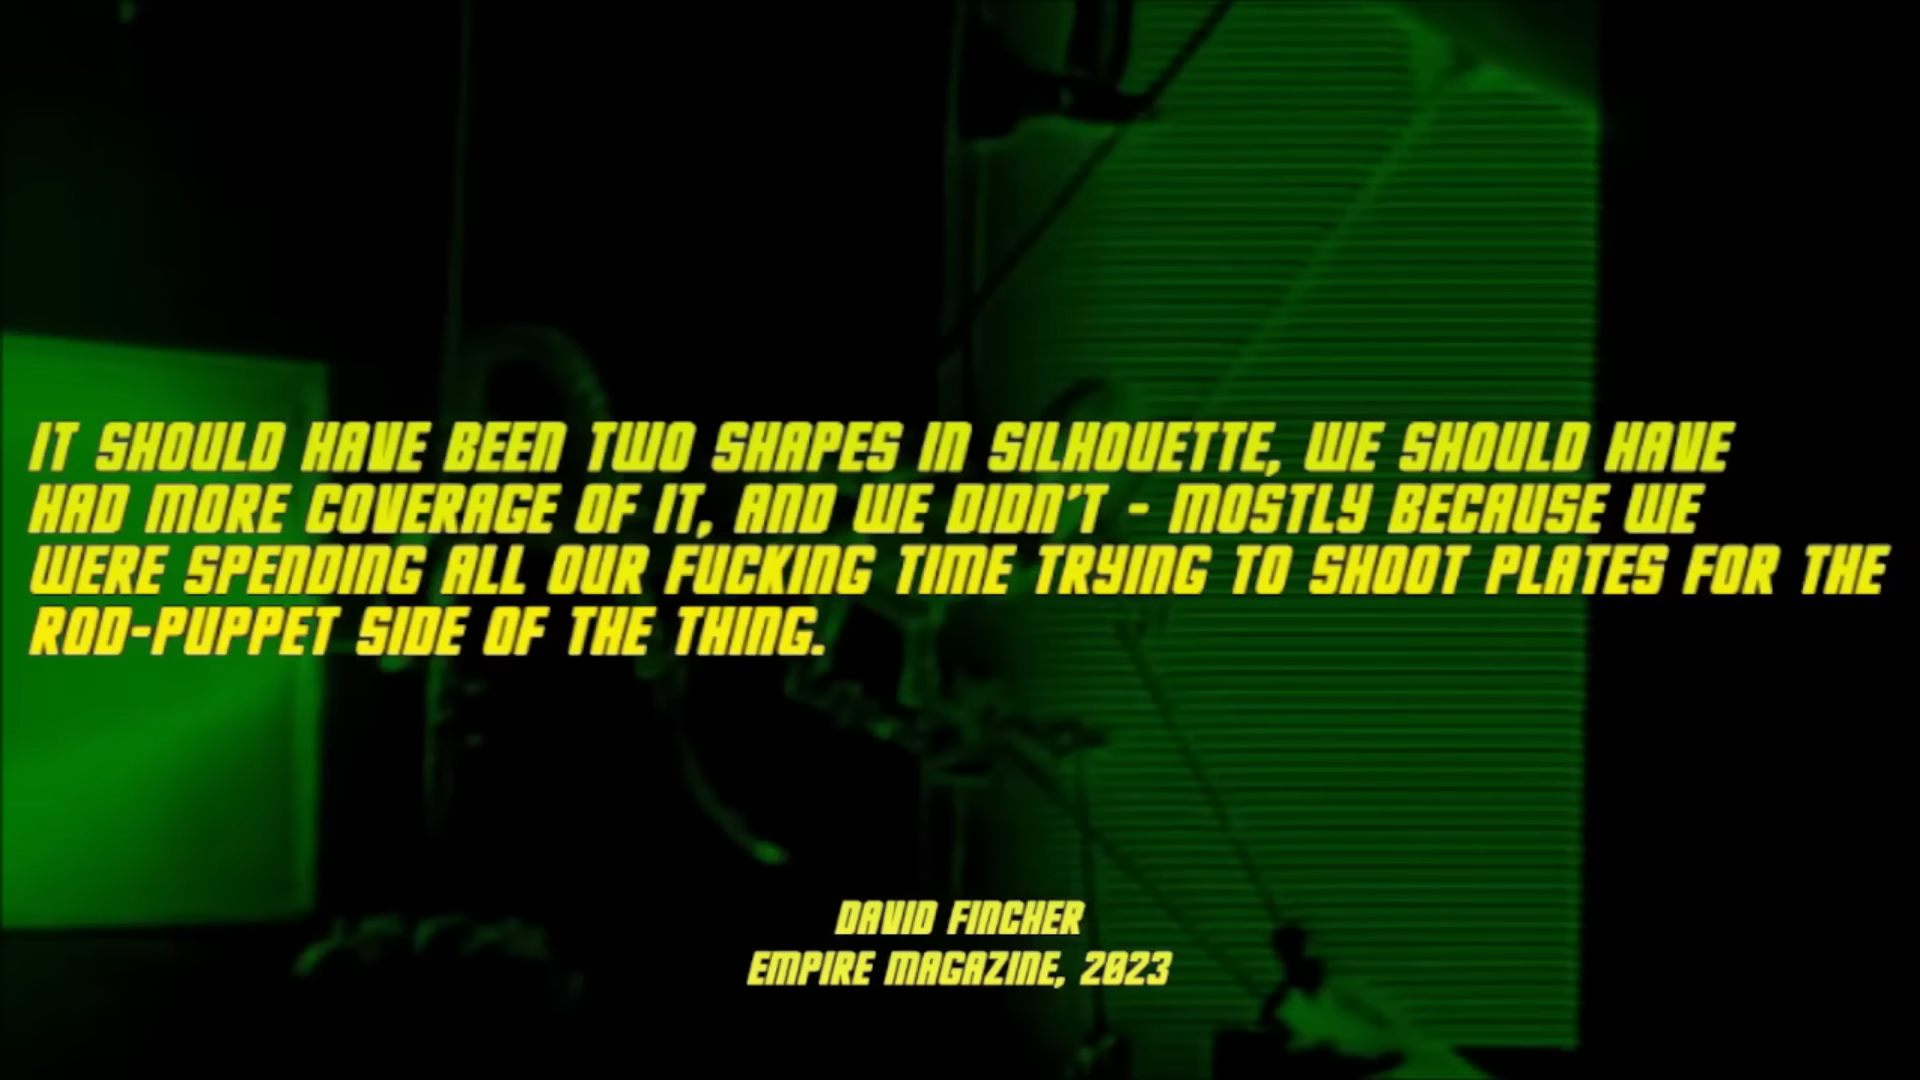 IT SHOULD HAVE BEEN TWO SHAPES IN SILHOUETTE, WE SHOULD HAVE
HAD MORE COVERAGE OF IT, AND WE DIDN'T - MOSTLY BECAUSE WE
WERE SPENDING ALL OUR FUCKING TIME TRYING TO SHOOT PLATES FOR THE
ROD-PUPPET SIDE OF THE THING.
DAVID FINCHER
EMPIRE MAGAZINE, 2023